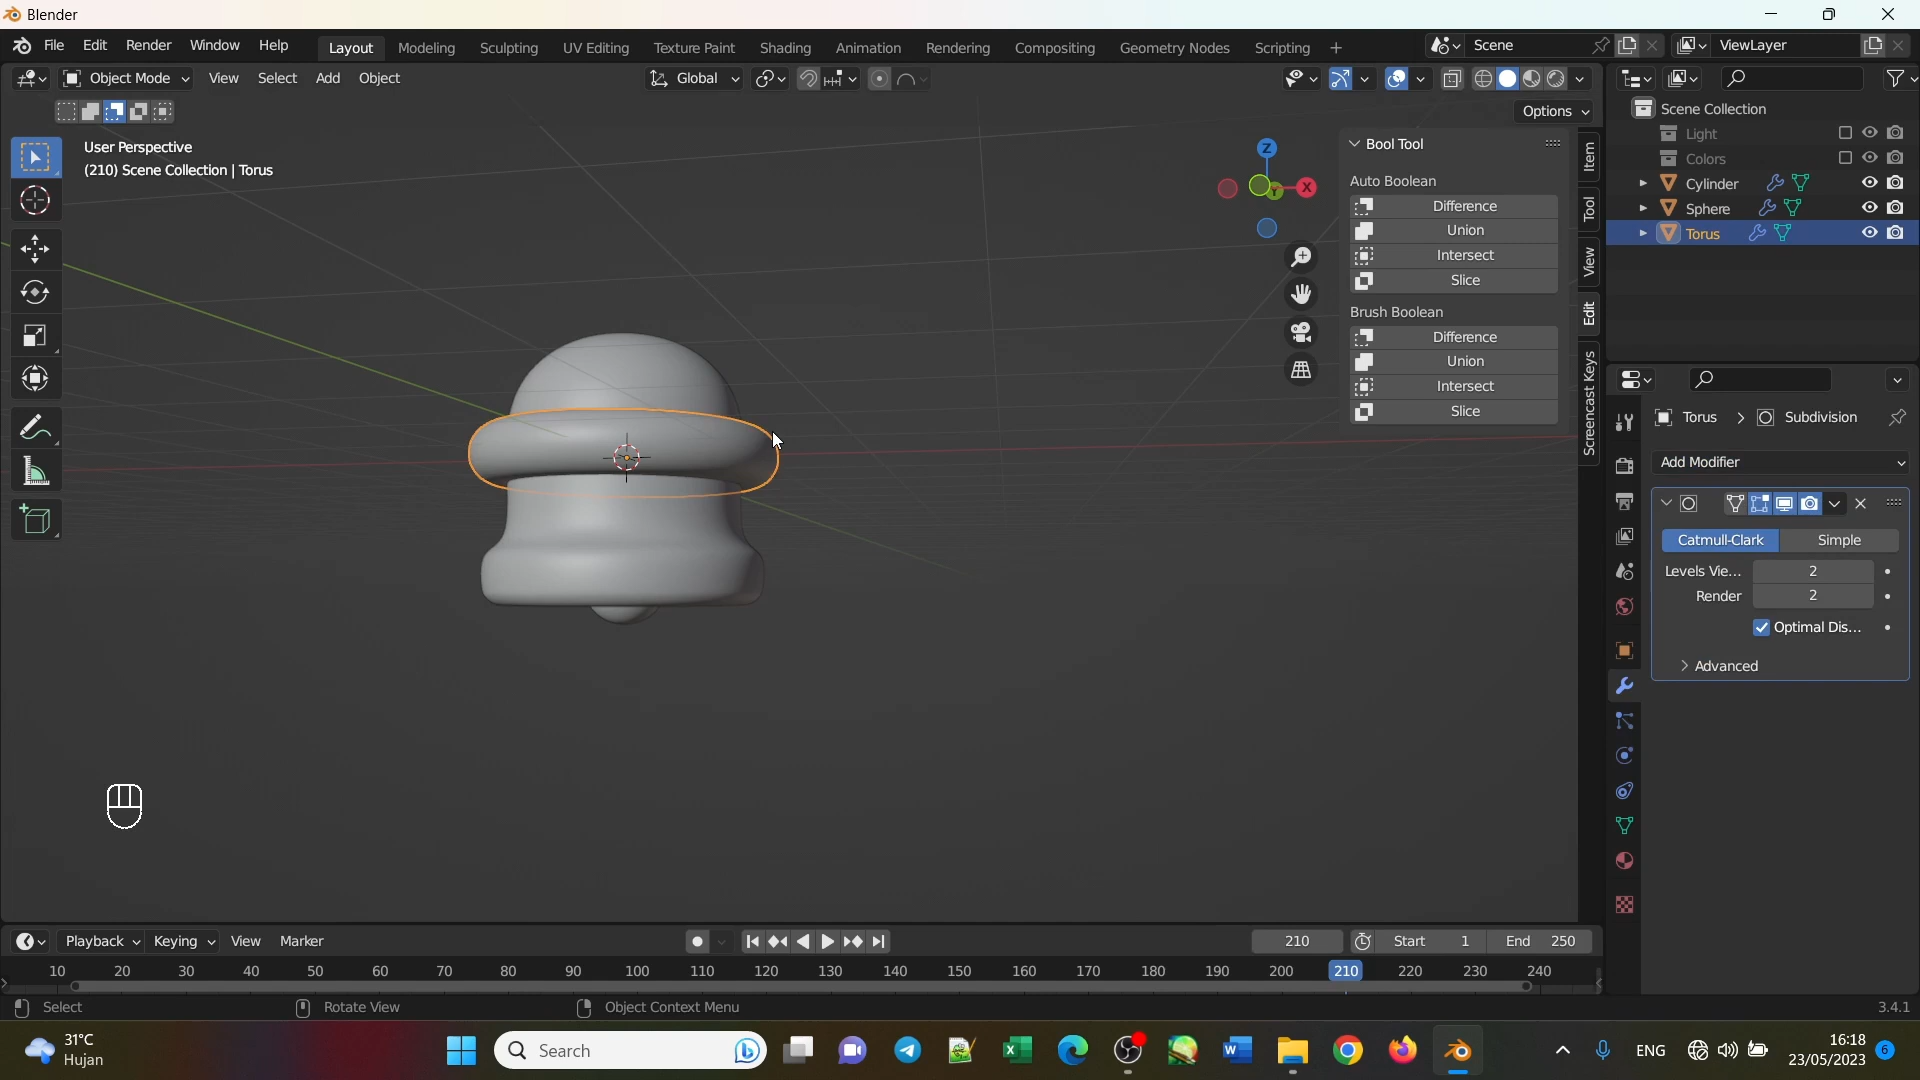 Blender
File Edit Render Window Help
Layout Modeling Sculpting UV Editing Texture Paint Shading Animation Rendering Compositing Geometry Nodes Scripting +
Scene ViewLayer
Object Mode View Select Add Object
Global
Options
User Perspective
(210) Scene Collection | Torus
Z
X
Y
Bool Tool
Auto Boolean
Difference
Union
Intersect
Slice
Brush Boolean
Difference
Union
Intersect
Slice
Item
Tool
View
Edit
Screencast Keys
Scene Collection
Light
Colors
Cylinder
Sphere
Torus
Torus > Subdivision
Add Modifier
Catmull-Clark Simple
Levels Vie... 2
Render 2
Optimal Dis...
Advanced
Playback Keying View Marker
210 Start 1 End 250
10 20 30 40 50 60 70 80 90 100 110 120 130 140 150 160 170 180 190 200 210 220 230 240
Select Rotate View Object Context Menu 3.4.1
31°C
Hujan
Search
ENG
16:18
23/05/2023
6